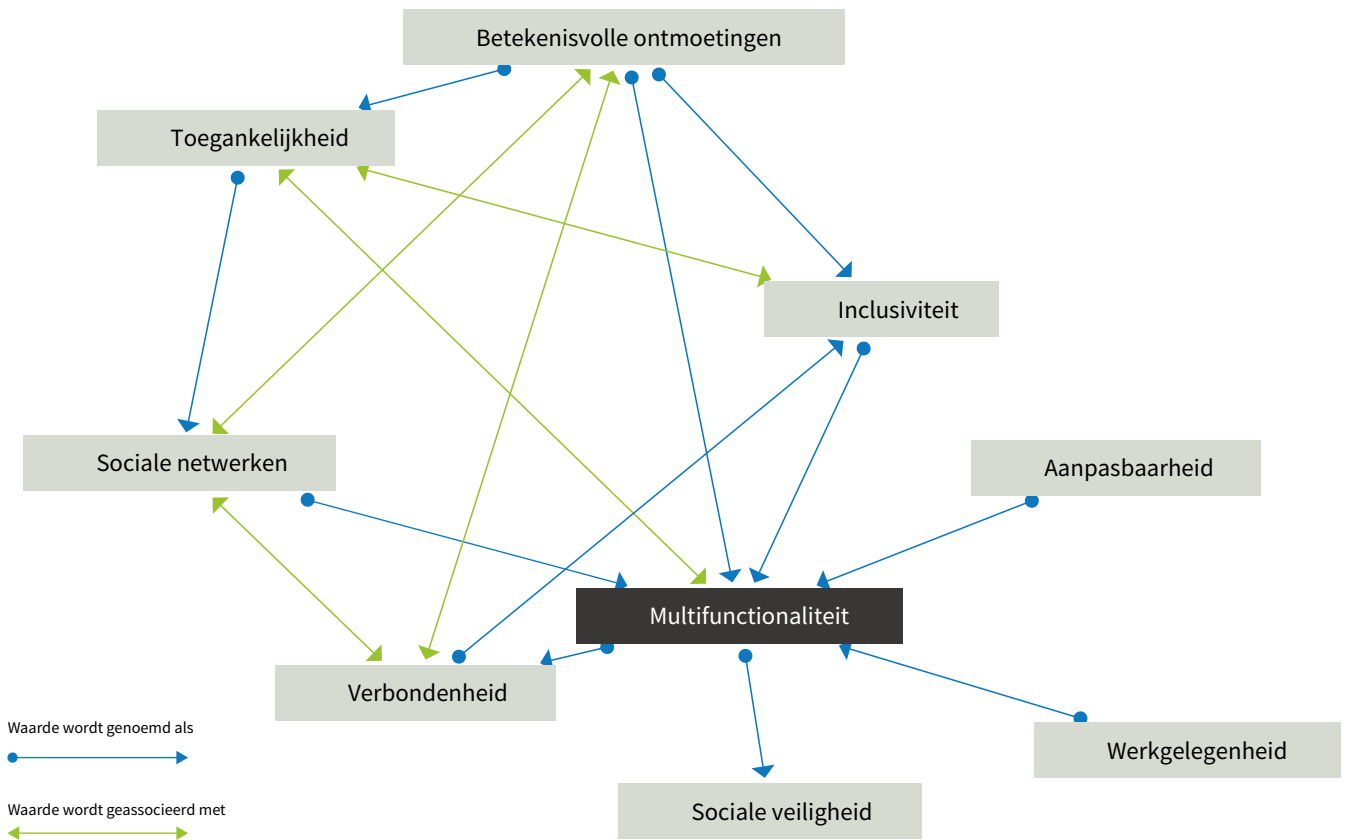 Betekenisvolle ontmoetingen
Toegankelijkheid
Inclusiviteit
Sociale netwerken
Aanpasbaarheid
Multifunctionaliteit
Verbondenheid
Waarde wordt genoemd als
Werkgelegenheid
Waarde wordt geassocieerd met
Sociale veiligheid